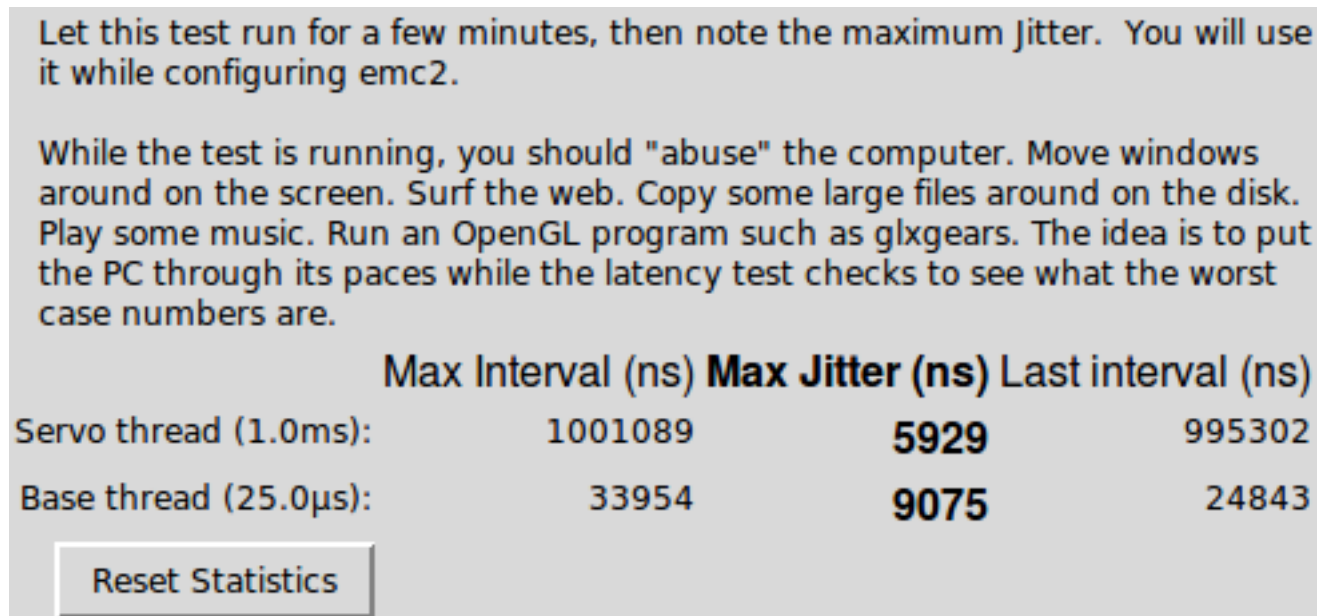 Let this test run for a few minutes, then note the maximum Jitter.  You will use
it while configuring emc2.
While the test is running, you should "abuse" the computer. Move windows
around on the screen. Surf the web. Copy some large files around on the disk.
Play some music. Run an OpenGL program such as glxgears. The idea is to put
the PC through its paces while the latency test checks to see what the worst
case numbers are.
Max Interval (ns) Max Jitter (ns) Last interval (ns)
Servo thread (1.0ms): 1001089 5929 995302
Base thread (25.0µs): 33954 9075 24843
Reset Statistics